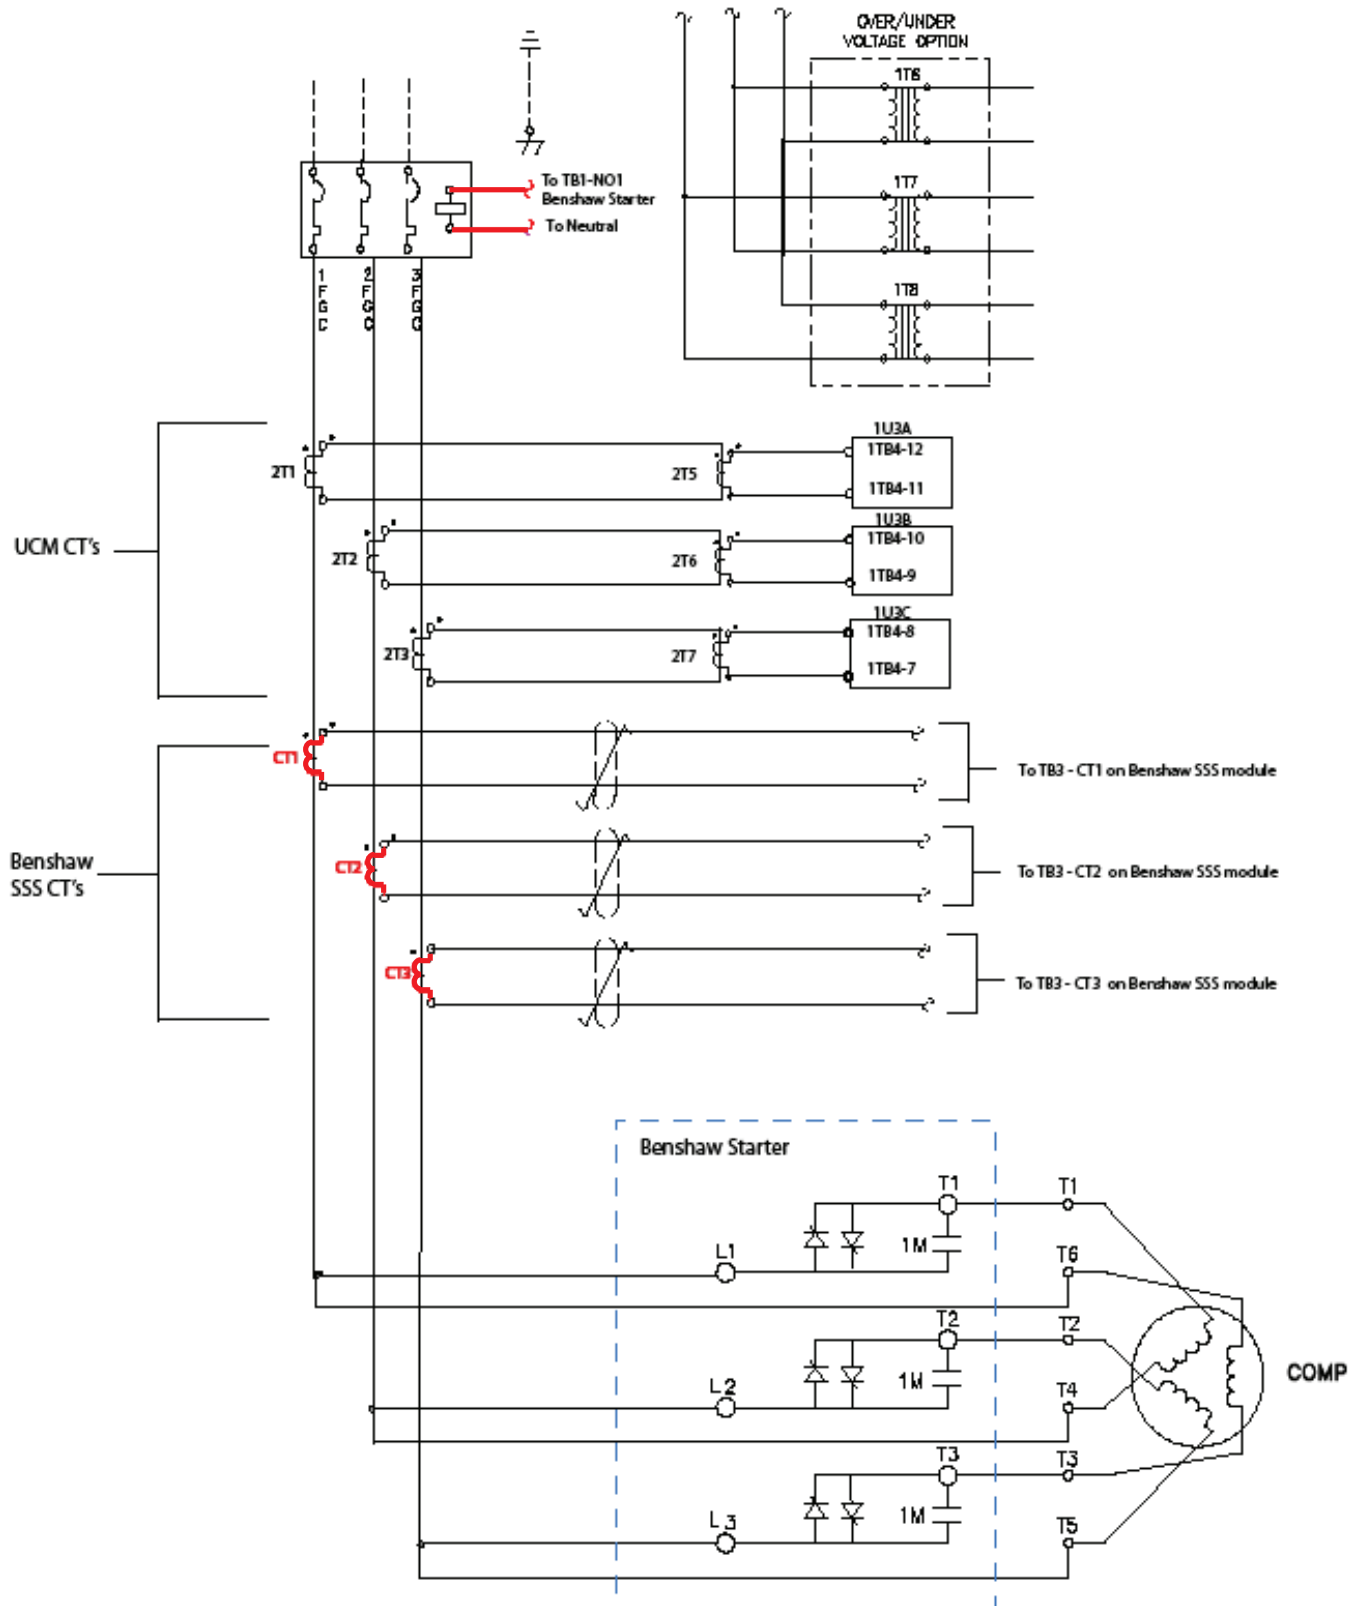 OVER/UNDER
VOLTAGE OPTION
1T6
1T7
1T8
To TB1-NO1
Benshaw Starter
To Neutral
1 2 3
F F F
G G G
C C C
UCM CT's
2T1
2T5
1U3A
1TB4-12
1TB4-11
2T2
2T6
1U3B
1TB4-10
1TB4-9
2T3
2T7
1U3C
1TB4-8
1TB4-7
Benshaw
SSS CT's
CT1
To TB3 - CT1 on Benshaw SSS module
CT2
To TB3 - CT2 on Benshaw SSS module
CT3
To TB3 - CT3 on Benshaw SSS module
Benshaw Starter
T1
T1
L1
1M
T6
T2
T2
L2
1M
T4
COMP
T3
T3
L3
1M
T5